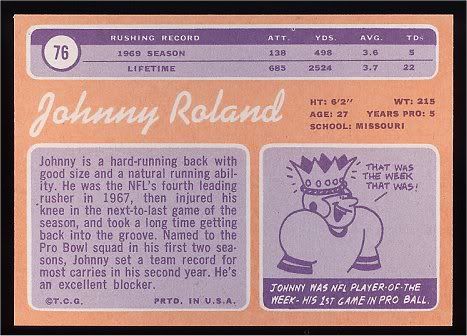 76
RUSHING RECORD ATT. YDS. AVG. TDs
1969 SEASON 138 498 3.6 5
LIFETIME 685 2524 3.7 22
Johnny Roland
HT: 6'2" WT: 215
AGE: 27 YEARS PRO: 5
SCHOOL: MISSOURI
Johnny is a hard-running back with
good size and a natural running abil-
ity. He was the NFL's fourth leading
rusher in 1967, then injured his
knee in the next-to-last game of the
season, and took a long time getting
back into the groove. Named to the
Pro Bowl squad in his first two sea-
sons, Johnny set a team record for
most carries in his second year. He's
an excellent blocker.
©T.C.G. PRTD. IN U.S.A.
THAT WAS
THE WEEK
THAT WAS!
JOHNNY WAS NFL PLAYER-OF-THE
WEEK- HIS 1ST GAME IN PRO BALL.